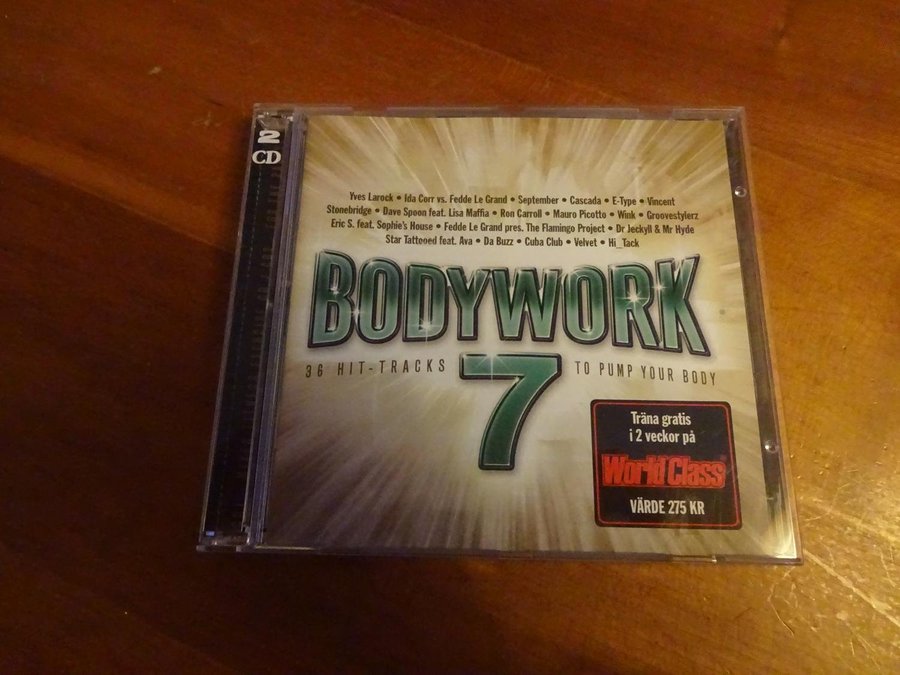 2
CD
Yves Larock • Ida Corr vs. Fedde Le Grand • September • Cascada • E-Type • Vincent
Stonebridge • Dave Spoon feat. Lisa Maffia • Ron Carroll • Mauro Picotto • Wink • Groovestylerz
Eric S. feat. Sophie's House • Fedde Le Grand pres. The Flamingo Project • Dr Jeckyll & Mr Hyde
Star Tattooed feat. Ava • Da Buzz • Cuba Club • Velvet • Hi_Tack
BODYWORK
36 HIT-TRACKS 7 TO PUMP YOUR BODY
Träna gratis
i 2 veckor på
World Class
VÄRDE 275 KR